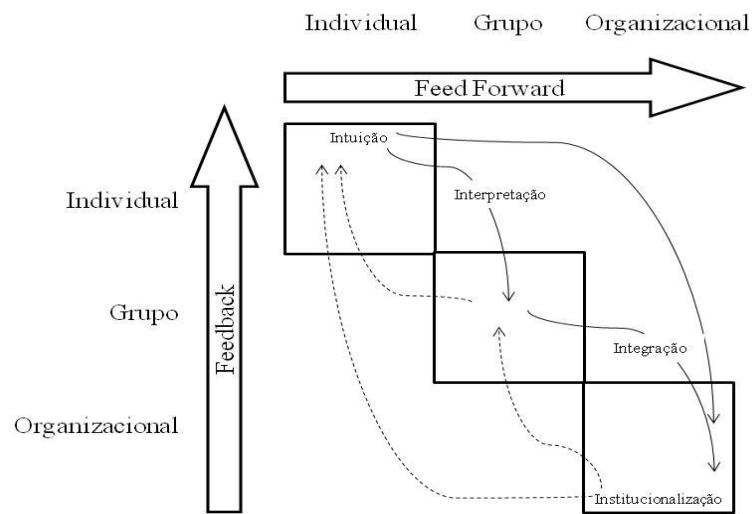 Individual Grupo Organizacional
Feed Forward
Intuição
Individual
Interpretação
Grupo
Feedback
Integração
Organizacional
Institucionalização